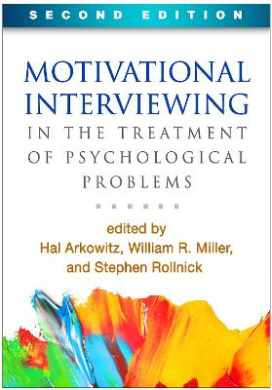 SECOND EDITION
MOTIVATIONAL
INTERVIEWING
IN THE TREATMENT
OF PSYCHOLOGICAL
PROBLEMS
edited by
Hal Arkowitz, William R. Miller,
and Stephen Rollnick